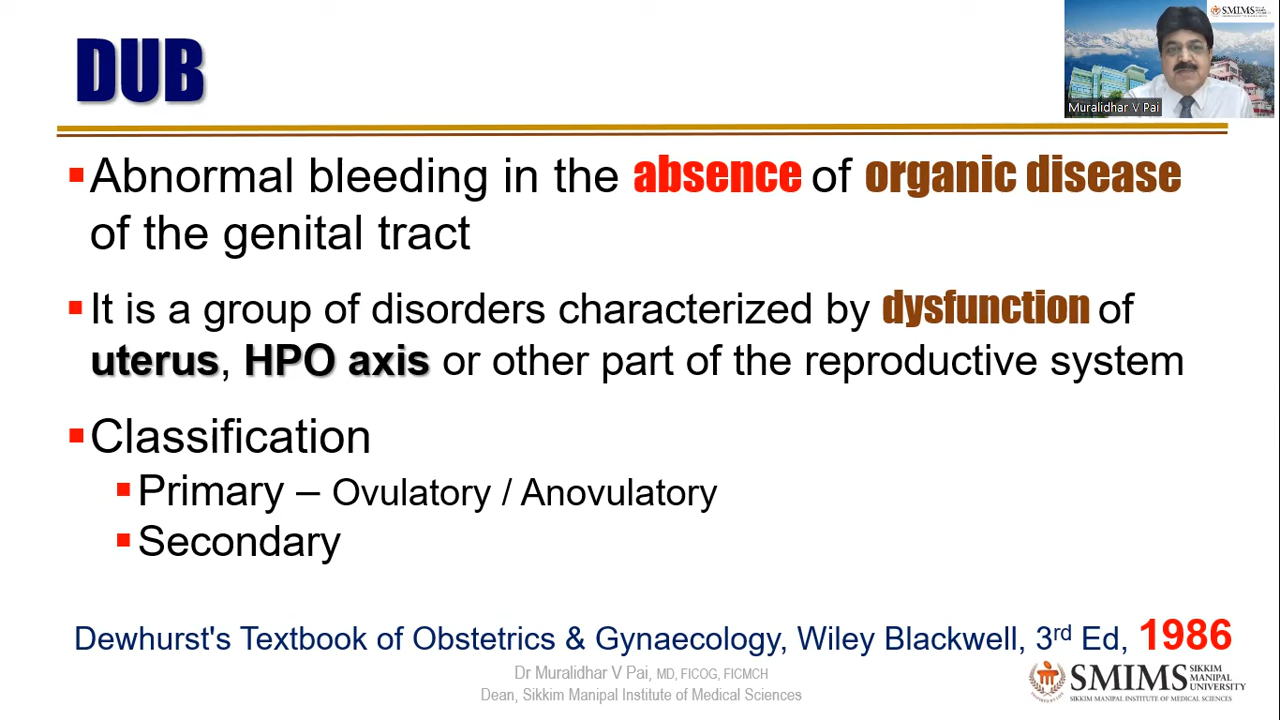 DUB
SMIMS
Muralidhar V Pai
Abnormal bleeding in the absence of organic disease
of the genital tract
It is a group of disorders characterized by dysfunction of
uterus, HPO axis or other part of the reproductive system
Classification
Primary – Ovulatory / Anovulatory
Secondary
Dewhurst's Textbook of Obstetrics & Gynaecology, Wiley Blackwell, 3rd Ed, 1986
Dr Muralidhar V Pai, MD, FICOG, FICMCH
Dean, Sikkim Manipal Institute of Medical Sciences
SMIMS SIKKIM
MANIPAL
UNIVERSITY
SIKKIM MANIPAL INSTITUTE OF MEDICAL SCIENCES